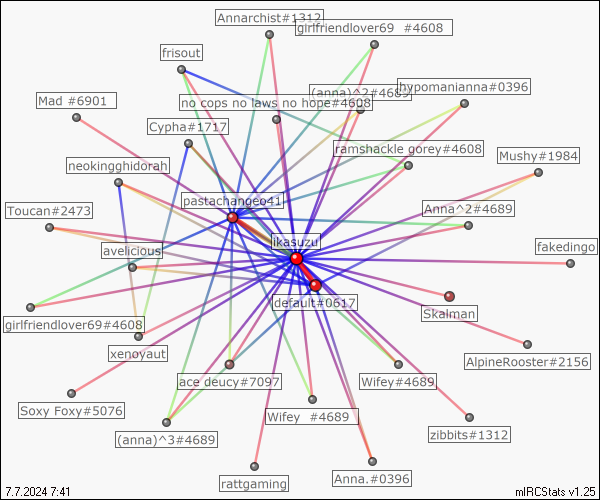 Annarchist#1312
girlfriendlover69 #4608
frisout
(anna)^2#4689
hypomanianna#0396
Mad #6901
no cops no laws no hope#4608
Cypha#1717
ramshackle gorey#4608
Mushy#1984
neokingghidorah
pastachangeo41
Toucan#2473
Anna^2#4689
likasuzu
avelicious
fakedingo
default#0617
Skalman
girlfriendlover69#4608
xenoyaut
AlpineRooster#2156
ace deucy#7097
Wifey#4689
Soxy Foxy#5076
Wifey #4689
zibbits#1312
(anna)^3#4689
rattgaming
Anna.#0396
7.7.2024 7:41
mIRCStats v1.25